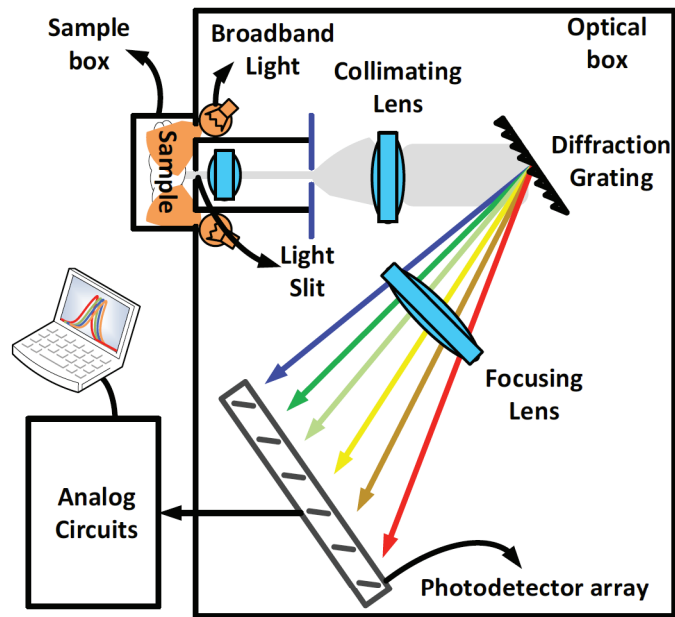 Sample
box
Broadband
Light
Optical
box
Collimating
Lens
Diffraction
Grating
Sample
Light
Slit
Focusing
Lens
Analog
Circuits
Photodetector array